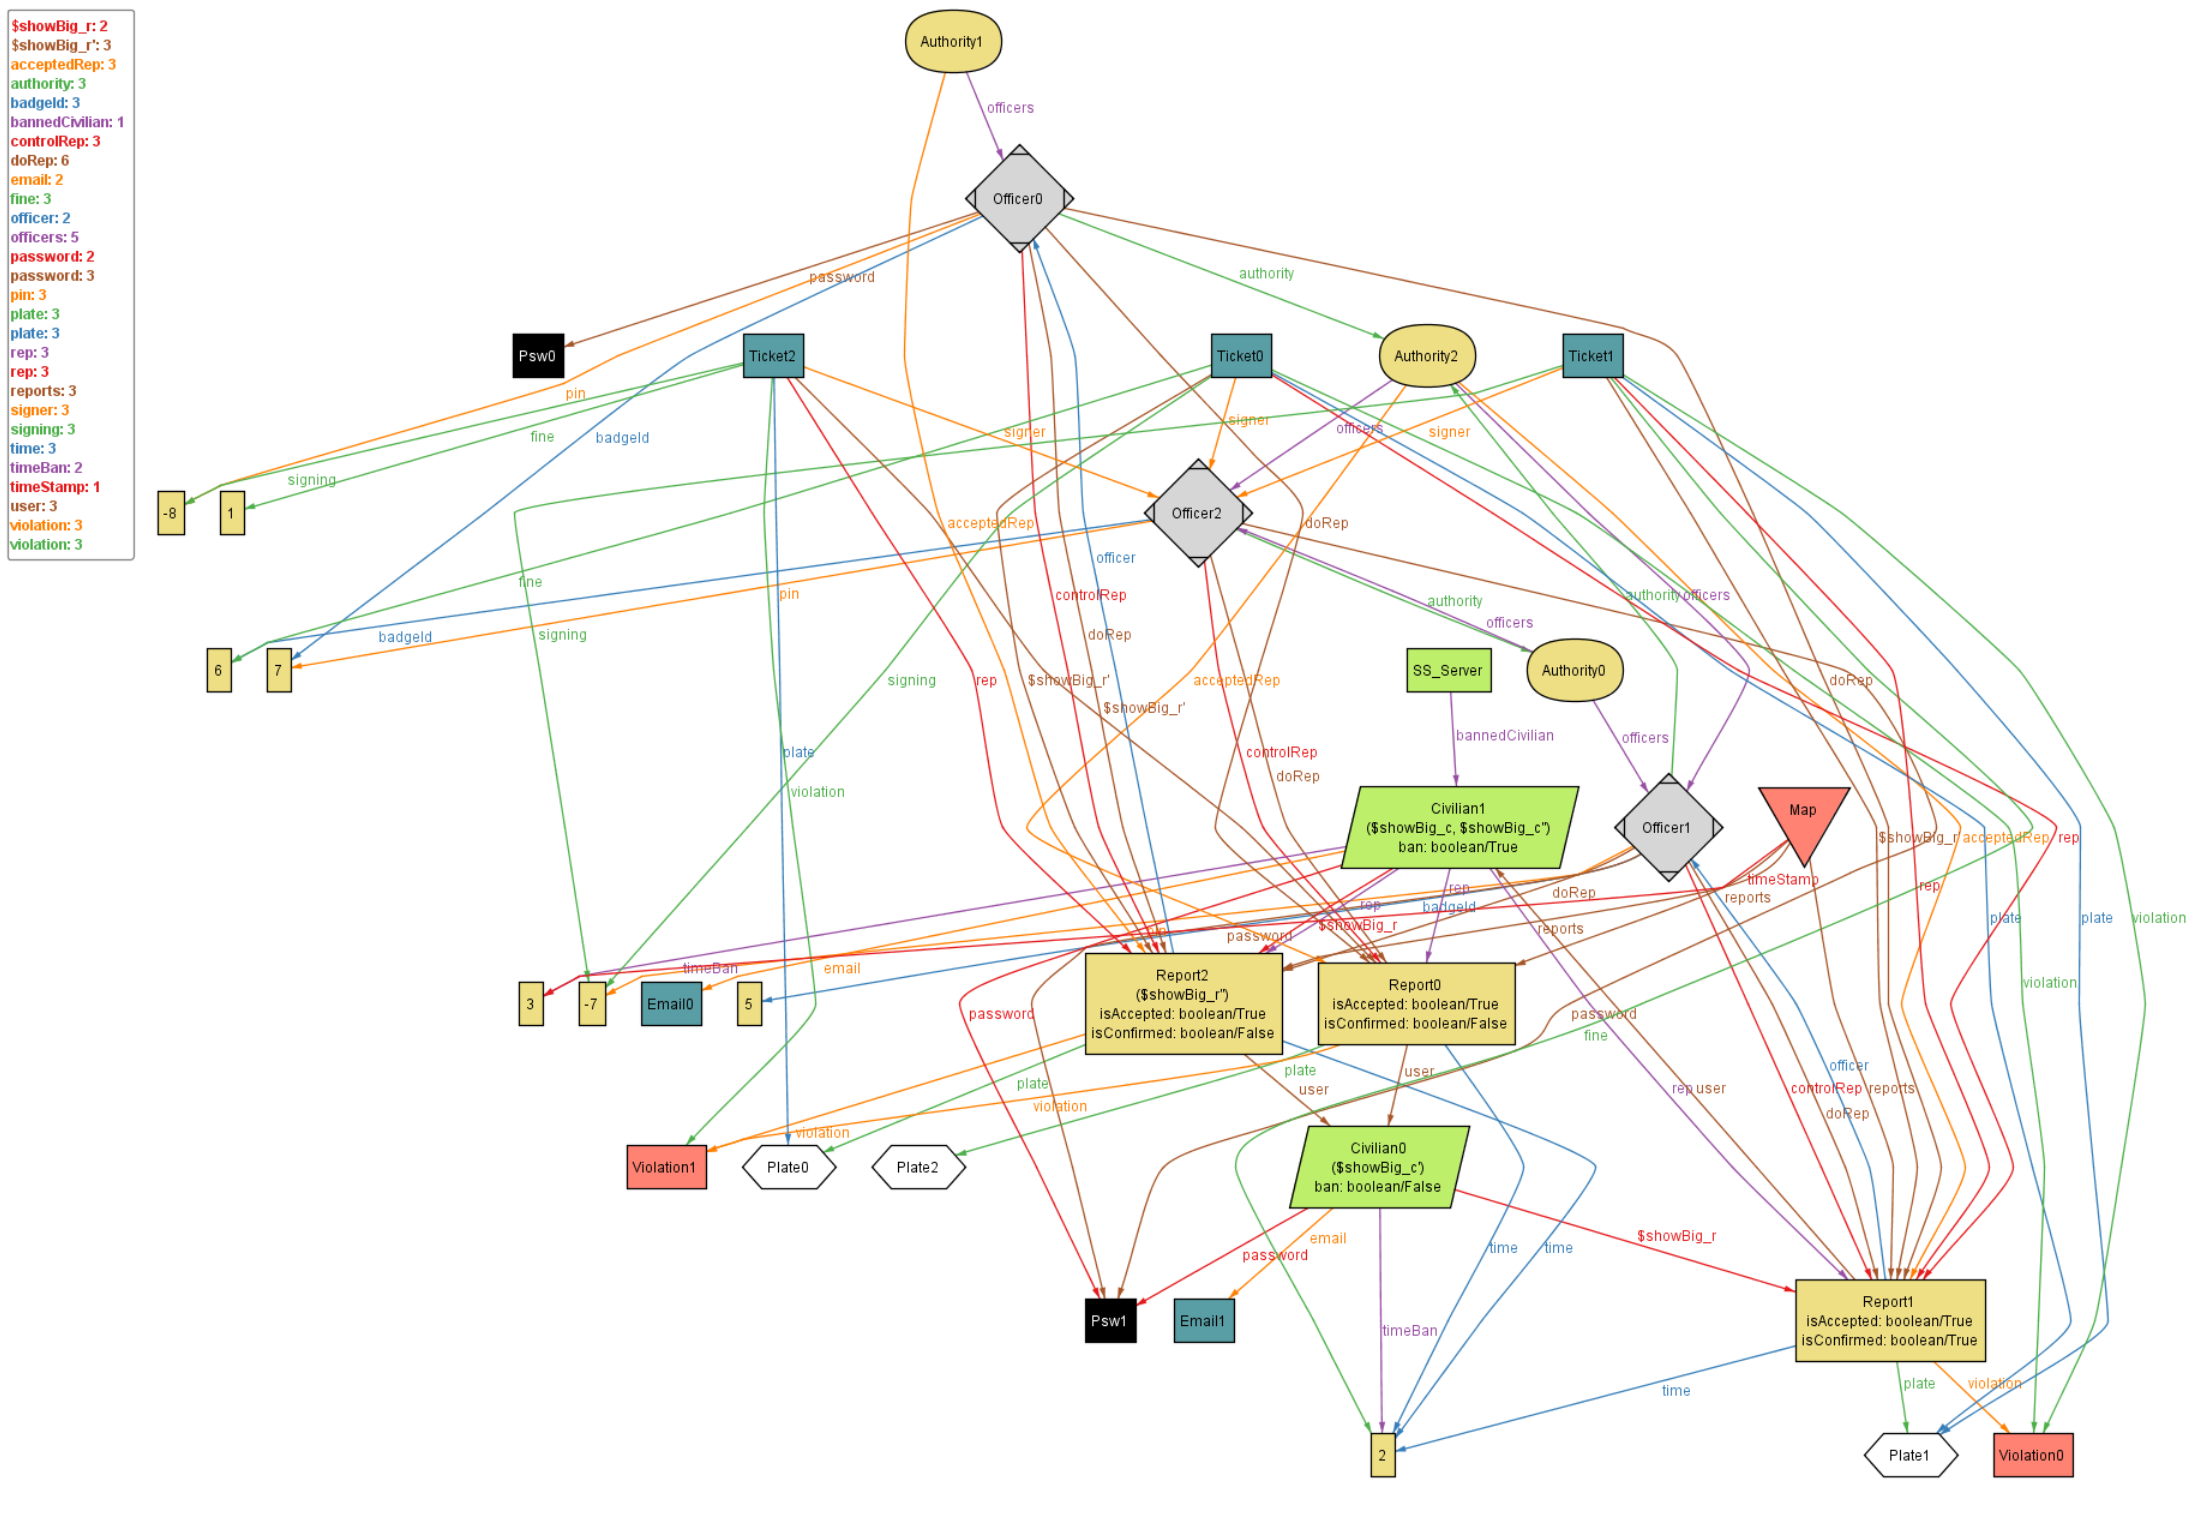 $showBig_r: 2
$showBig_r': 3
acceptedRep: 3
authority: 3
badgeId: 3
bannedCivilian: 1
controlRep: 3
doRep: 6
email: 2
fine: 3
officer: 2
officers: 5
password: 2
password: 3
pin: 3
plate: 3
plate: 3
rep: 3
rep: 3
reports: 3
signer: 3
signing: 3
time: 3
timeBan: 2
timeStamp: 1
user: 3
violation: 3
violation: 3
Authority1
officers
Officer0
password
authority
Psw0
Ticket2
Ticket0
Authority2
Ticket1
pin
badgeId
fine
signer
signer
officers
signer
signing
-8
1
Officer2
acceptedRep
doRep
officer
fine
pin
controlRep
authority
authority
officers
officers
badgeId
signing
doRep
6
7
signing
$showBig_r'
rep
acceptedRep
SS_Server
Authority0
doRep
$showBig_r'
plate
controlRep
bannedCivilian
officers
doRep
violation
Civilian1
($showBig_c, $showBig_c")
ban: boolean/True
Officer1
Map
$showBig_r'
acceptedRep
rep
timeStamp
rep
rep
doRep
reports
rep
badgeId
plate
plate
violation
$showBig_r
reports
password
pin
timeBan
email
3
-7
Email0
5
Report2
($showBig_r")
isAccepted: boolean/True
isConfirmed: boolean/False
Report0
isAccepted: boolean/True
isConfirmed: boolean/False
violation
password
password
fine
officer
plate
plate
user
user
rep
user
controlRep
reports
violation
doRep
violation
Violation1
Plate0
Plate2
Civilian0
($showBig_c')
ban: boolean/False
$showBig_r
email
password
time
time
Psw1
Email1
timeBan
Report1
isAccepted: boolean/True
isConfirmed: boolean/True
time
plate
violation
2
Plate1
Violation0